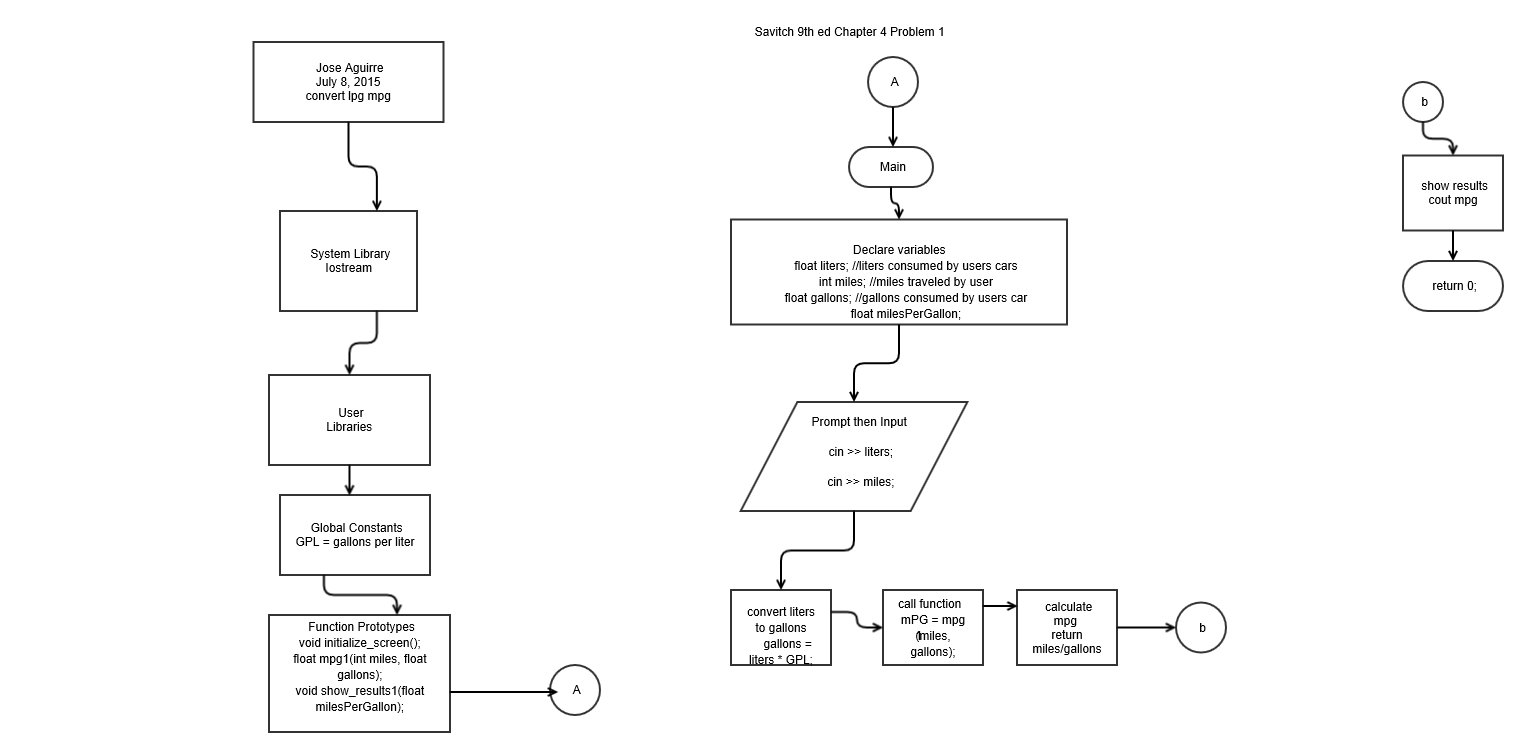 Savitch 9th ed Chapter 4 Problem 1
Jose Aguirre
July 8, 2015
convert lpg mpg
System Library
Iostream
User
Libraries
Global Constants
GPL = gallons per liter
Function Prototypes
void initialize_screen();
float mpg1(int miles, float
gallons);
void show_results1(float
milesPerGallon);
A
A
Main
Declare variables
float liters; //liters consumed by users cars
int miles; //miles traveled by user
float gallons; //gallons consumed by users car
float milesPerGallon;
Prompt then Input
cin >> liters;
cin >> miles;
convert liters
to gallons
gallons =
liters * GPL;
call function
mPG = mpg
1(miles,
gallons);
calculate
mpg
return
miles/gallons
b
b
show results
cout mpg
return 0;